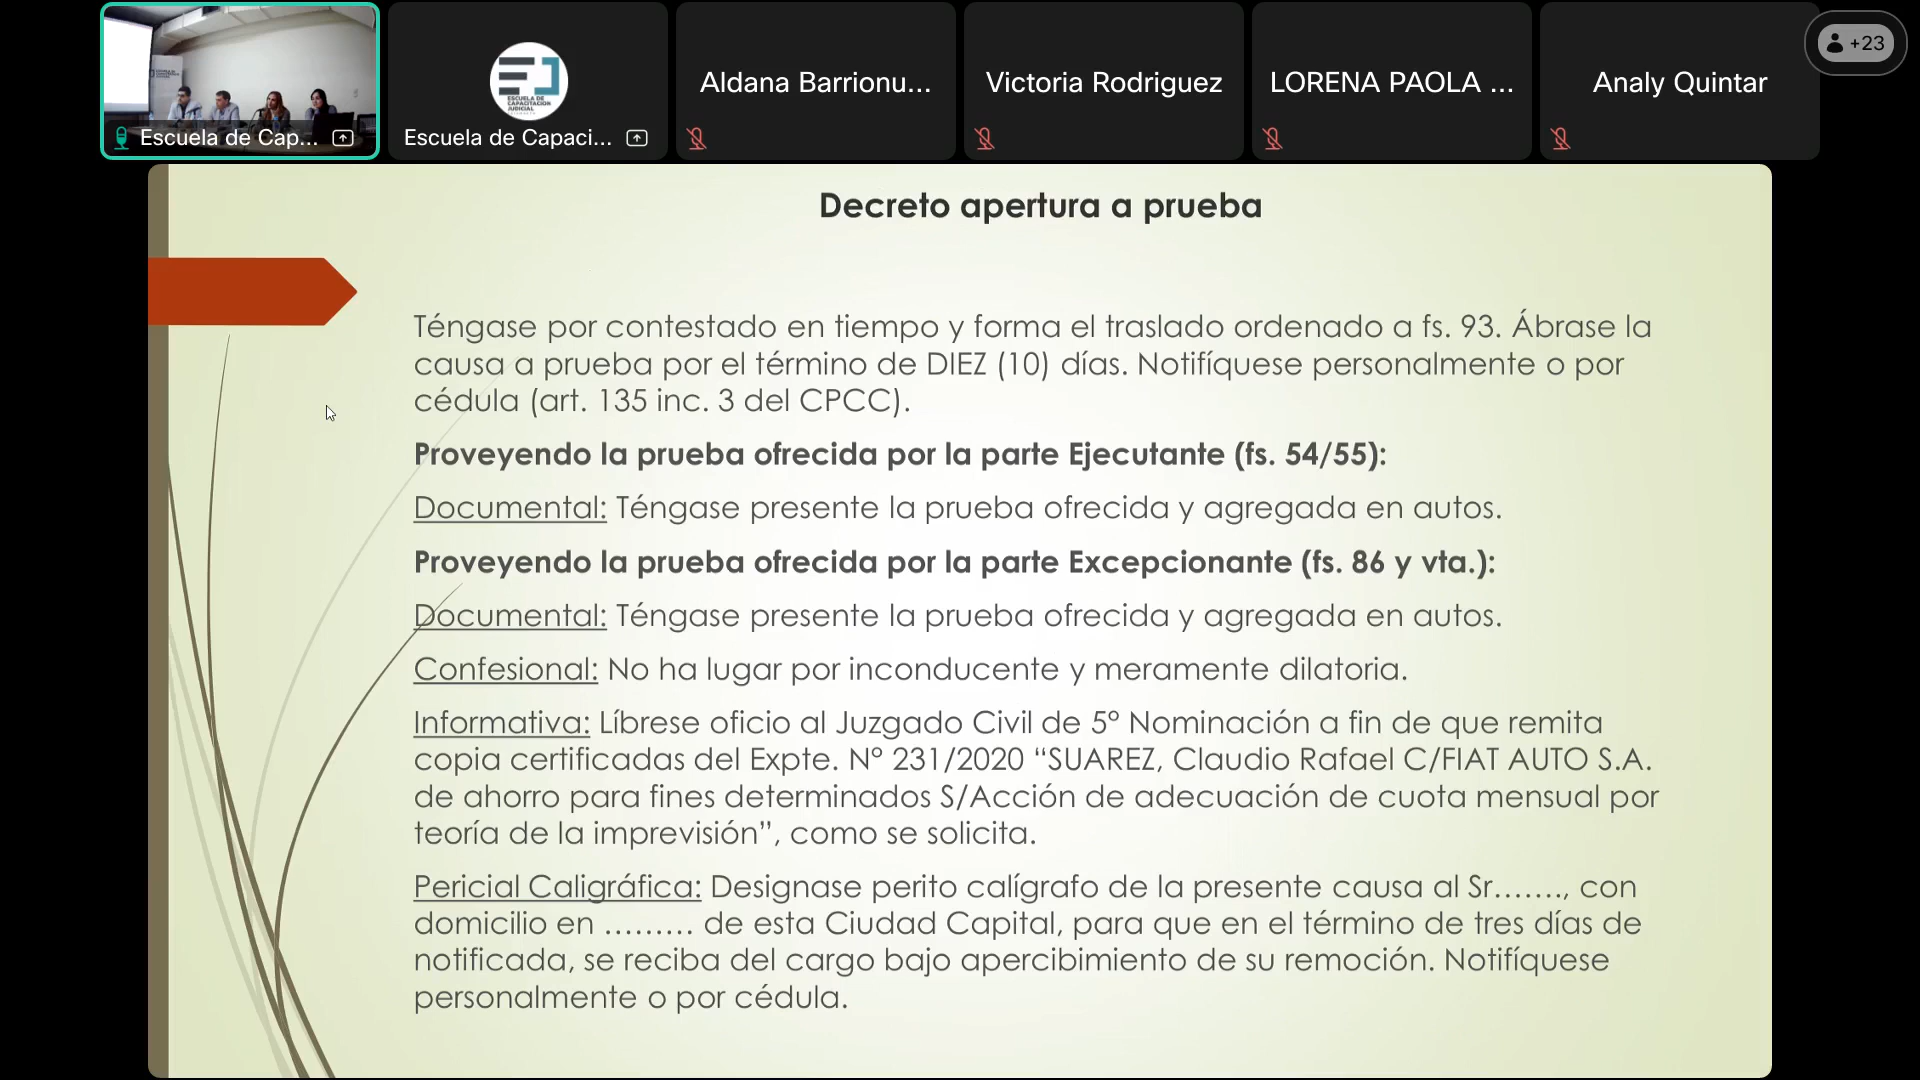 Escuela de Cap...
ESCUELA DE
CAPACITACION
JUDICIAL
Escuela de Capaci...
Aldana Barrionu...
Victoria Rodriguez
LORENA PAOLA ...
Analy Quintar
+23
Decreto apertura a prueba
Téngase por contestado en tiempo y forma el traslado ordenado a fs. 93. Ábrase la
causa a prueba por el término de DIEZ (10) días. Notifíquese personalmente o por
cédula (art. 135 inc. 3 del CPCC).
Proveyendo la prueba ofrecida por la parte Ejecutante (fs. 54/55):
Documental: Téngase presente la prueba ofrecida y agregada en autos.
Proveyendo la prueba ofrecida por la parte Excepcionante (fs. 86 y vta.):
Documental: Téngase presente la prueba ofrecida y agregada en autos.
Confesional: No ha lugar por inconducente y meramente dilatoria.
Informativa: Líbrese oficio al Juzgado Civil de 5° Nominación a fin de que remita
copia certificadas del Expte. N° 231/2020 “SUAREZ, Claudio Rafael C/FIAT AUTO S.A.
de ahorro para fines determinados S/Acción de adecuación de cuota mensual por
teoría de la imprevisión”, como se solicita.
Pericial Caligráfica: Designase perito calígrafo de la presente causa al Sr……., con
domicilio en ……… de esta Ciudad Capital, para que en el término de tres días de
notificada, se reciba del cargo bajo apercibimiento de su remoción. Notifíquese
personalmente o por cédula.